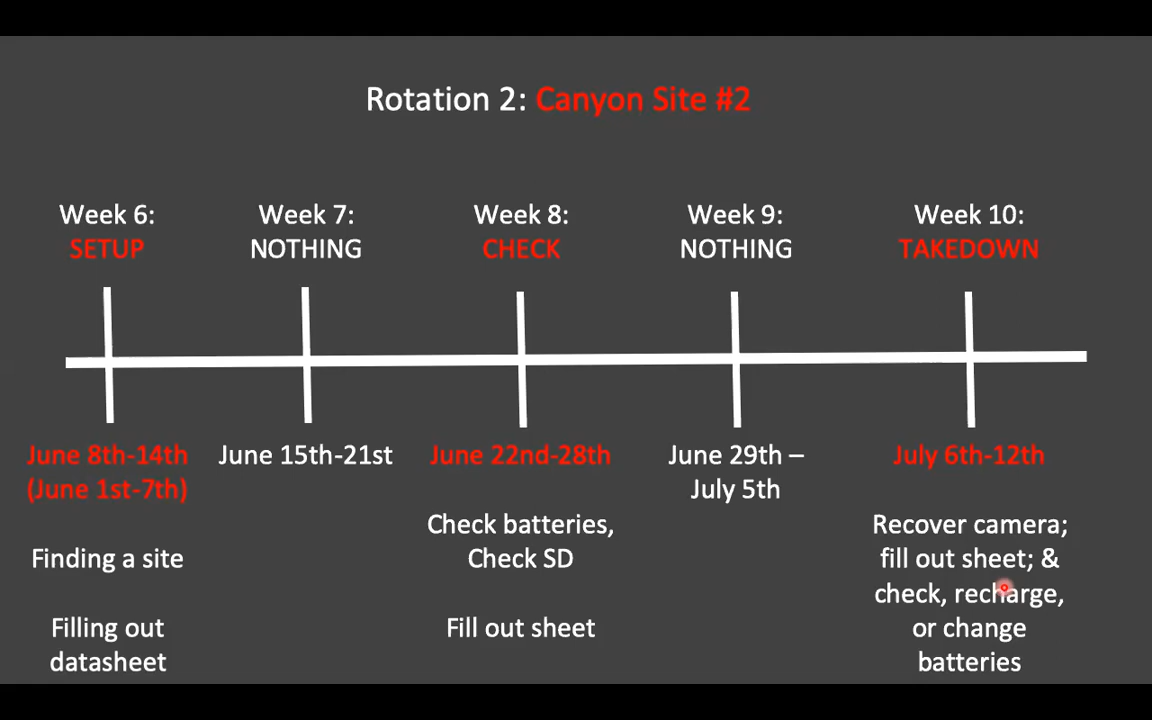 Rotation 2: Canyon Site #2
Week 6:
SETUP
Week 7:
NOTHING
Week 8:
CHECK
Week 9:
NOTHING
Week 10:
TAKEDOWN
June 8th-14th
(June 1st-7th)
Finding a site
Filling out
datasheet
June 15th-21st
June 22nd-28th
Check batteries,
Check SD
Fill out sheet
June 29th –
July 5th
July 6th-12th
Recover camera;
fill out sheet; &
check, recharge,
or change
batteries